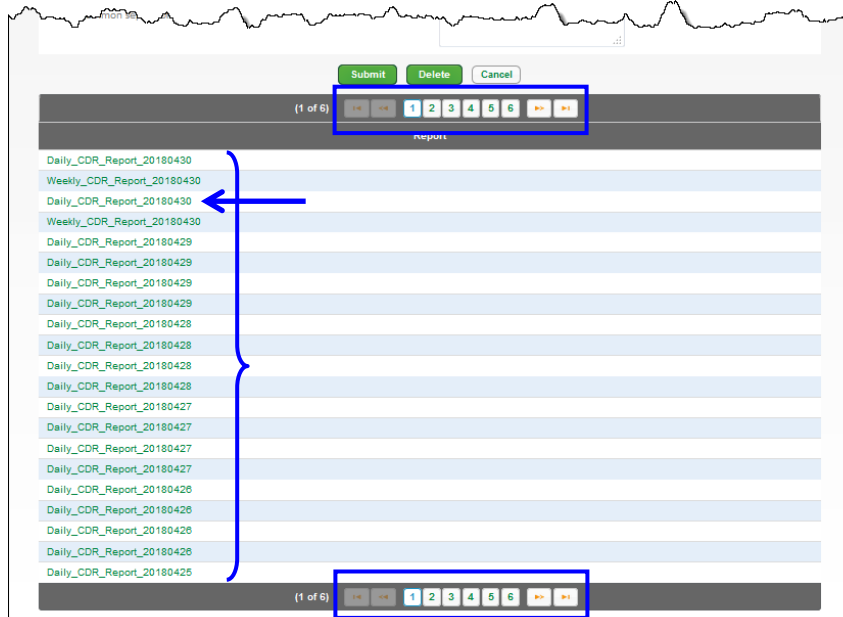 Submit Delete Cancel
(1 of 6) 1 2 3 4 5 6
Report
Daily_CDR_Report_20180430
Weekly_CDR_Report_20180430
Daily_CDR_Report_20180430
Weekly_CDR_Report_20180430
Daily_CDR_Report_20180429
Daily_CDR_Report_20180429
Daily_CDR_Report_20180429
Daily_CDR_Report_20180429
Daily_CDR_Report_20180428
Daily_CDR_Report_20180428
Daily_CDR_Report_20180428
Daily_CDR_Report_20180428
Daily_CDR_Report_20180427
Daily_CDR_Report_20180427
Daily_CDR_Report_20180427
Daily_CDR_Report_20180427
Daily_CDR_Report_20180426
Daily_CDR_Report_20180426
Daily_CDR_Report_20180426
Daily_CDR_Report_20180426
Daily_CDR_Report_20180425
(1 of 6) 1 2 3 4 5 6